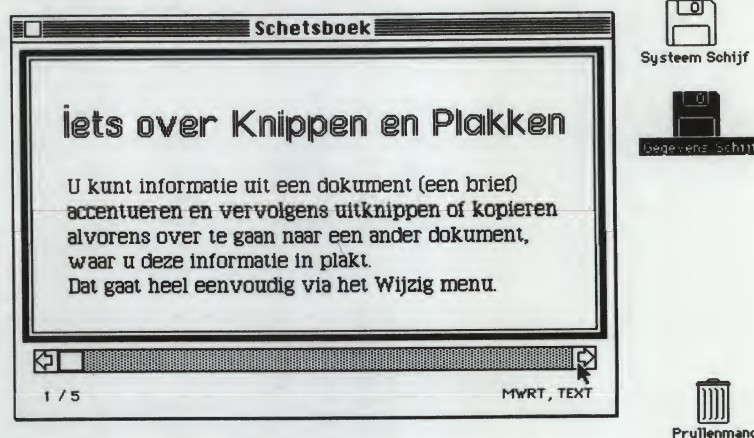 Schetsboek
iets over Knippen en Plakken
U kunt informatie uit een dokument (een brief)
accentueren en vervolgens uitknippen of kopieren
alvorens over te gaan naar een ander dokument,
waar u deze informatie in plakt.
Dat gaat heel eenvoudig via het Wijzig menu.
1 / 5
MWRT, TEXT
Systeem Schijf
Gegevens Schijf
Prullenmand